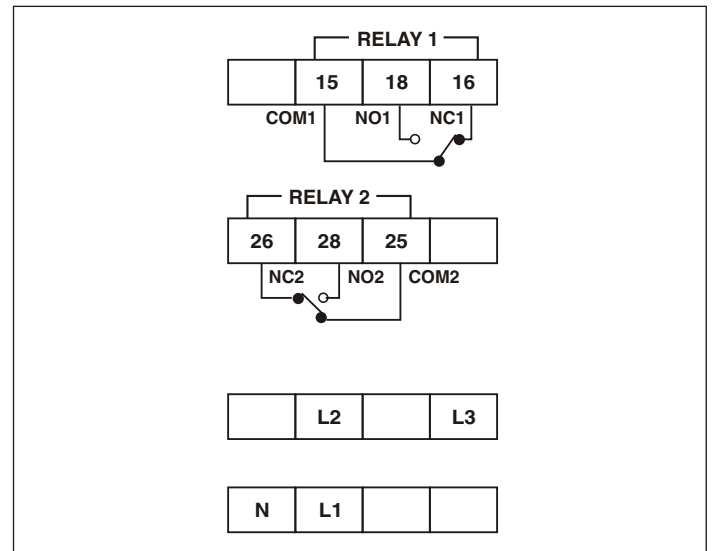 RELAY 1
15 18 16
COM1 NO1 NC1
RELAY 2
26 28 25
NC2 NO2 COM2
L2 L3
N L1